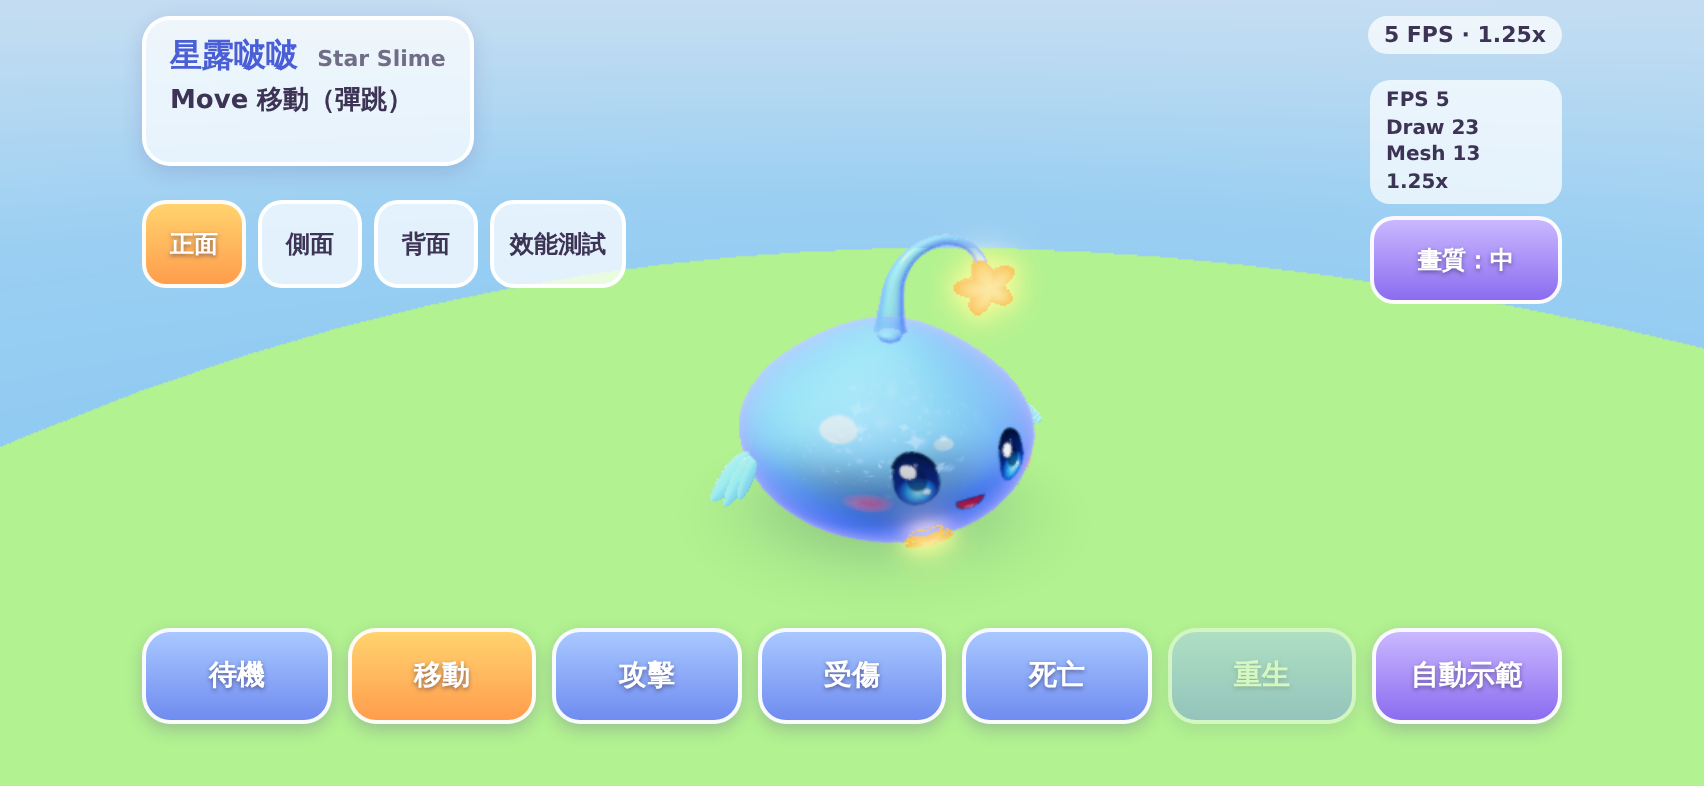 星露啵啵 Star Slime
Move 移動（彈跳）
5 FPS · 1.25x
FPS 5
Draw 23
Mesh 13
1.25x
正面
側面
背面
效能測試
畫質：中
待機
移動
攻擊
受傷
死亡
重生
自動示範